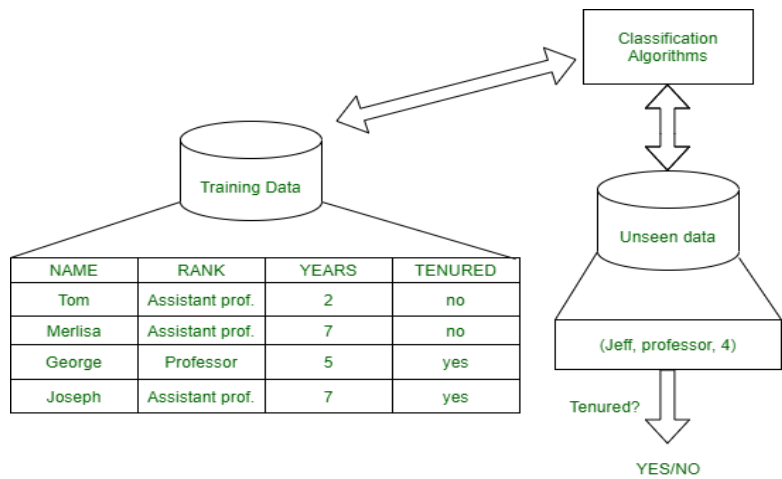 Classification
Algorithms
Training Data
Unseen data
NAME RANK YEARS TENURED
Tom Assistant prof. 2 no
Merlisa Assistant prof. 7 no
George Professor 5 yes
Joseph Assistant prof. 7 yes
(Jeff, professor, 4)
Tenured?
YES/NO